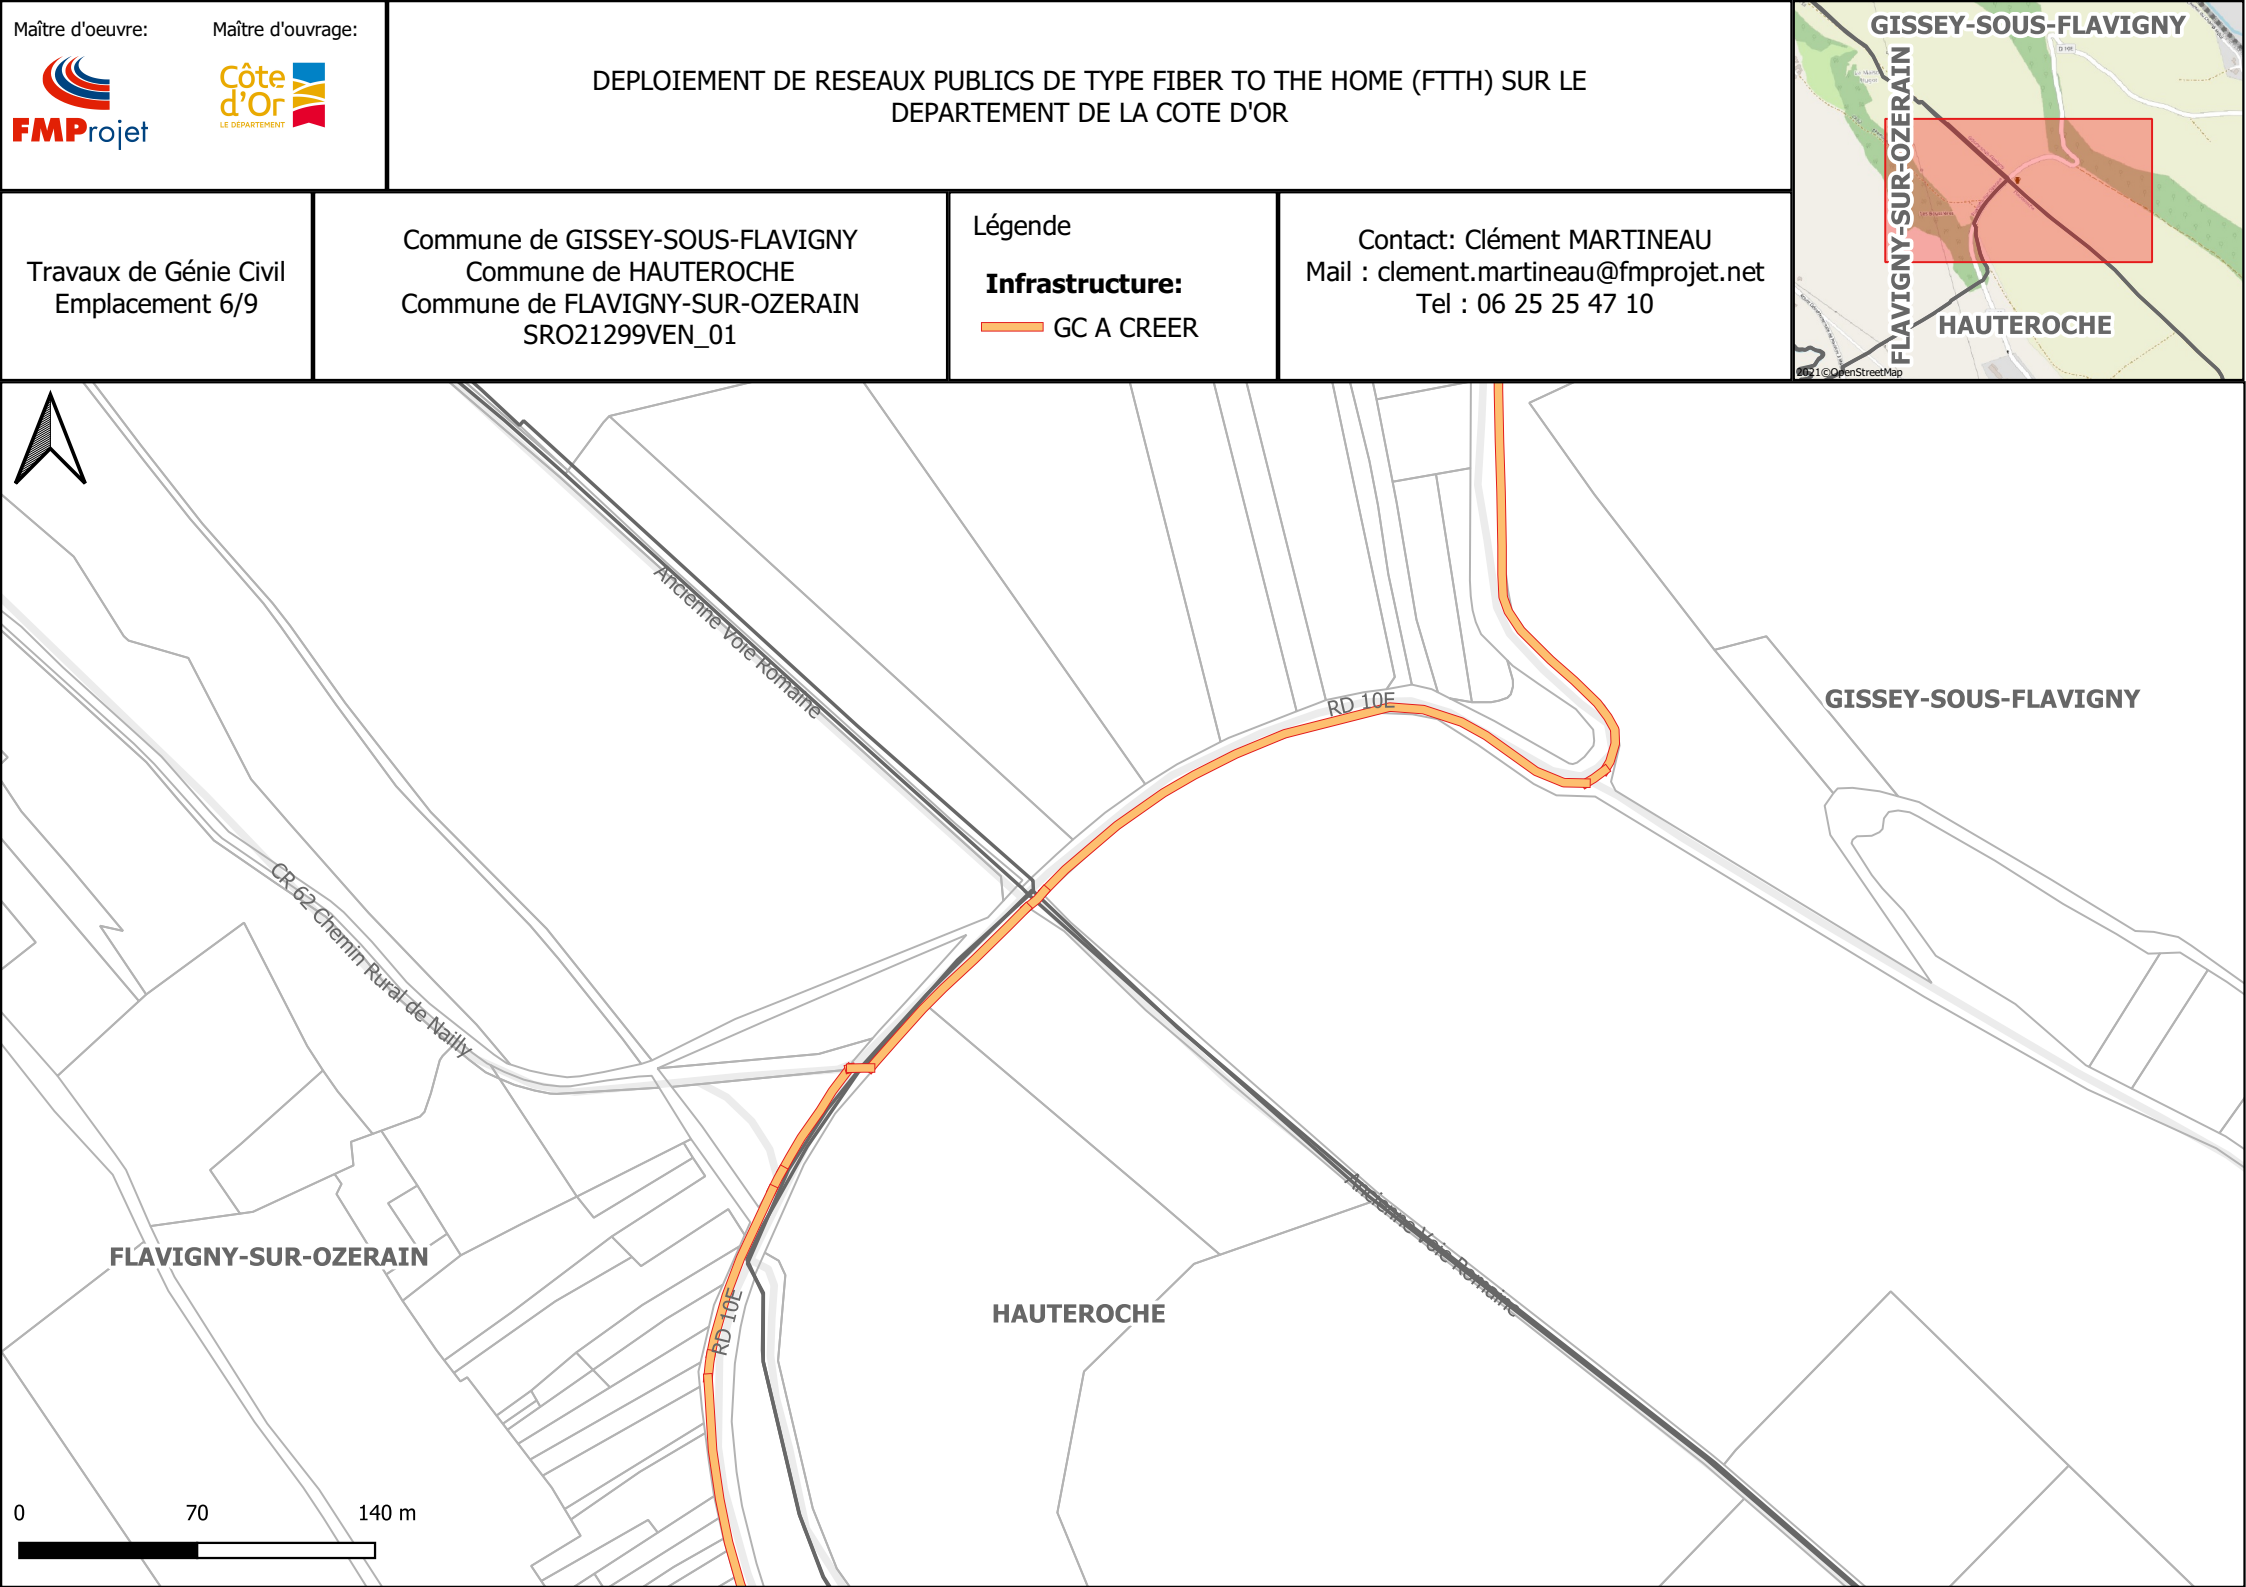 Maître d'oeuvre:
Maître d'ouvrage:
FMProjet
Côte
d'Or
LE DÉPARTEMENT
DEPLOIEMENT DE RESEAUX PUBLICS DE TYPE FIBER TO THE HOME (FTTH) SUR LE
DEPARTEMENT DE LA COTE D'OR
GISSEY-SOUS-FLAVIGNY
FLAVIGNY-SUR-OZERAIN
HAUTEROCHE
2021©OpenStreetMap
Travaux de Génie Civil
Emplacement 6/9
Commune de GISSEY-SOUS-FLAVIGNY
Commune de HAUTEROCHE
Commune de FLAVIGNY-SUR-OZERAIN
SRO21299VEN_01
Légende
Infrastructure:
GC A CREER
Contact: Clément MARTINEAU
Mail : clement.martineau@fmprojet.net
Tel : 06 25 25 47 10
Ancienne Voie Romaine
RD 10E
GISSEY-SOUS-FLAVIGNY
CR 62 Chemin Rural de Nailly
FLAVIGNY-SUR-OZERAIN
RD 10E
HAUTEROCHE
Ancienne Voie Romaine
0 70 140 m